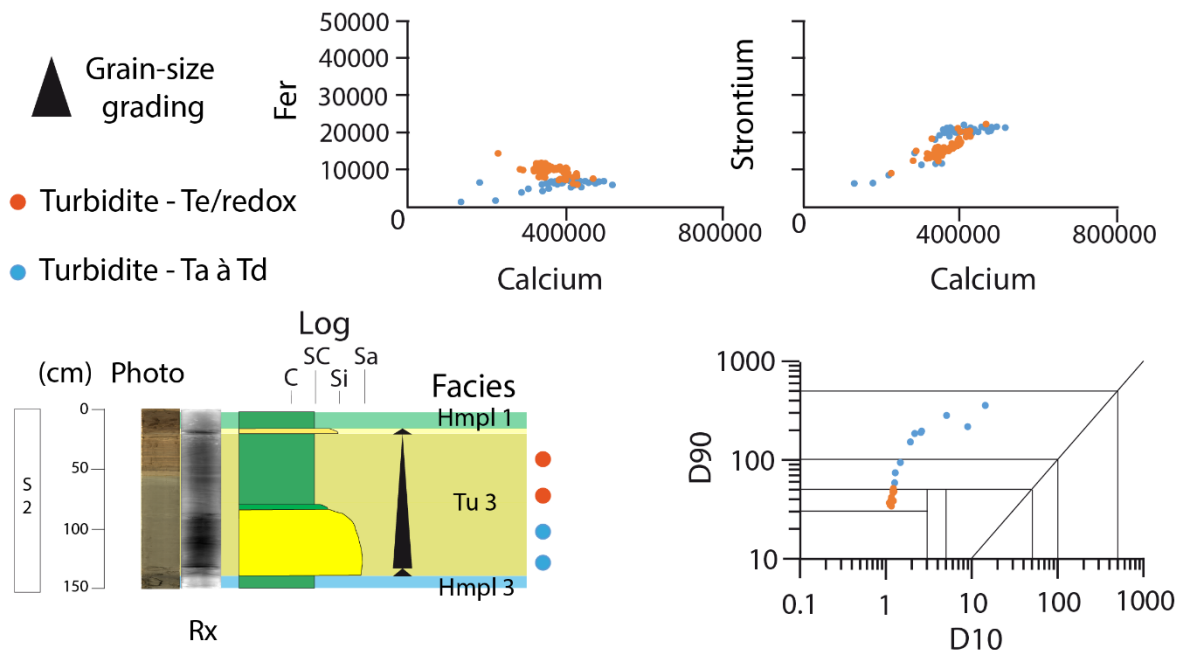 Grain-size
grading
Turbidite - Te/redox
Turbidite - Ta à Td
Fer
50000
40000
30000
20000
10000
0
400000
800000
Calcium
Strontium
0
400000
800000
Calcium
(cm)
Photo
Log
C
SC
Si
Sa
Facies
S
2
0
50
100
150
Hmpl 1
Tu 3
Hmpl 3
Rx
D90
1000
100
10
0.1
1
10
100
1000
D10